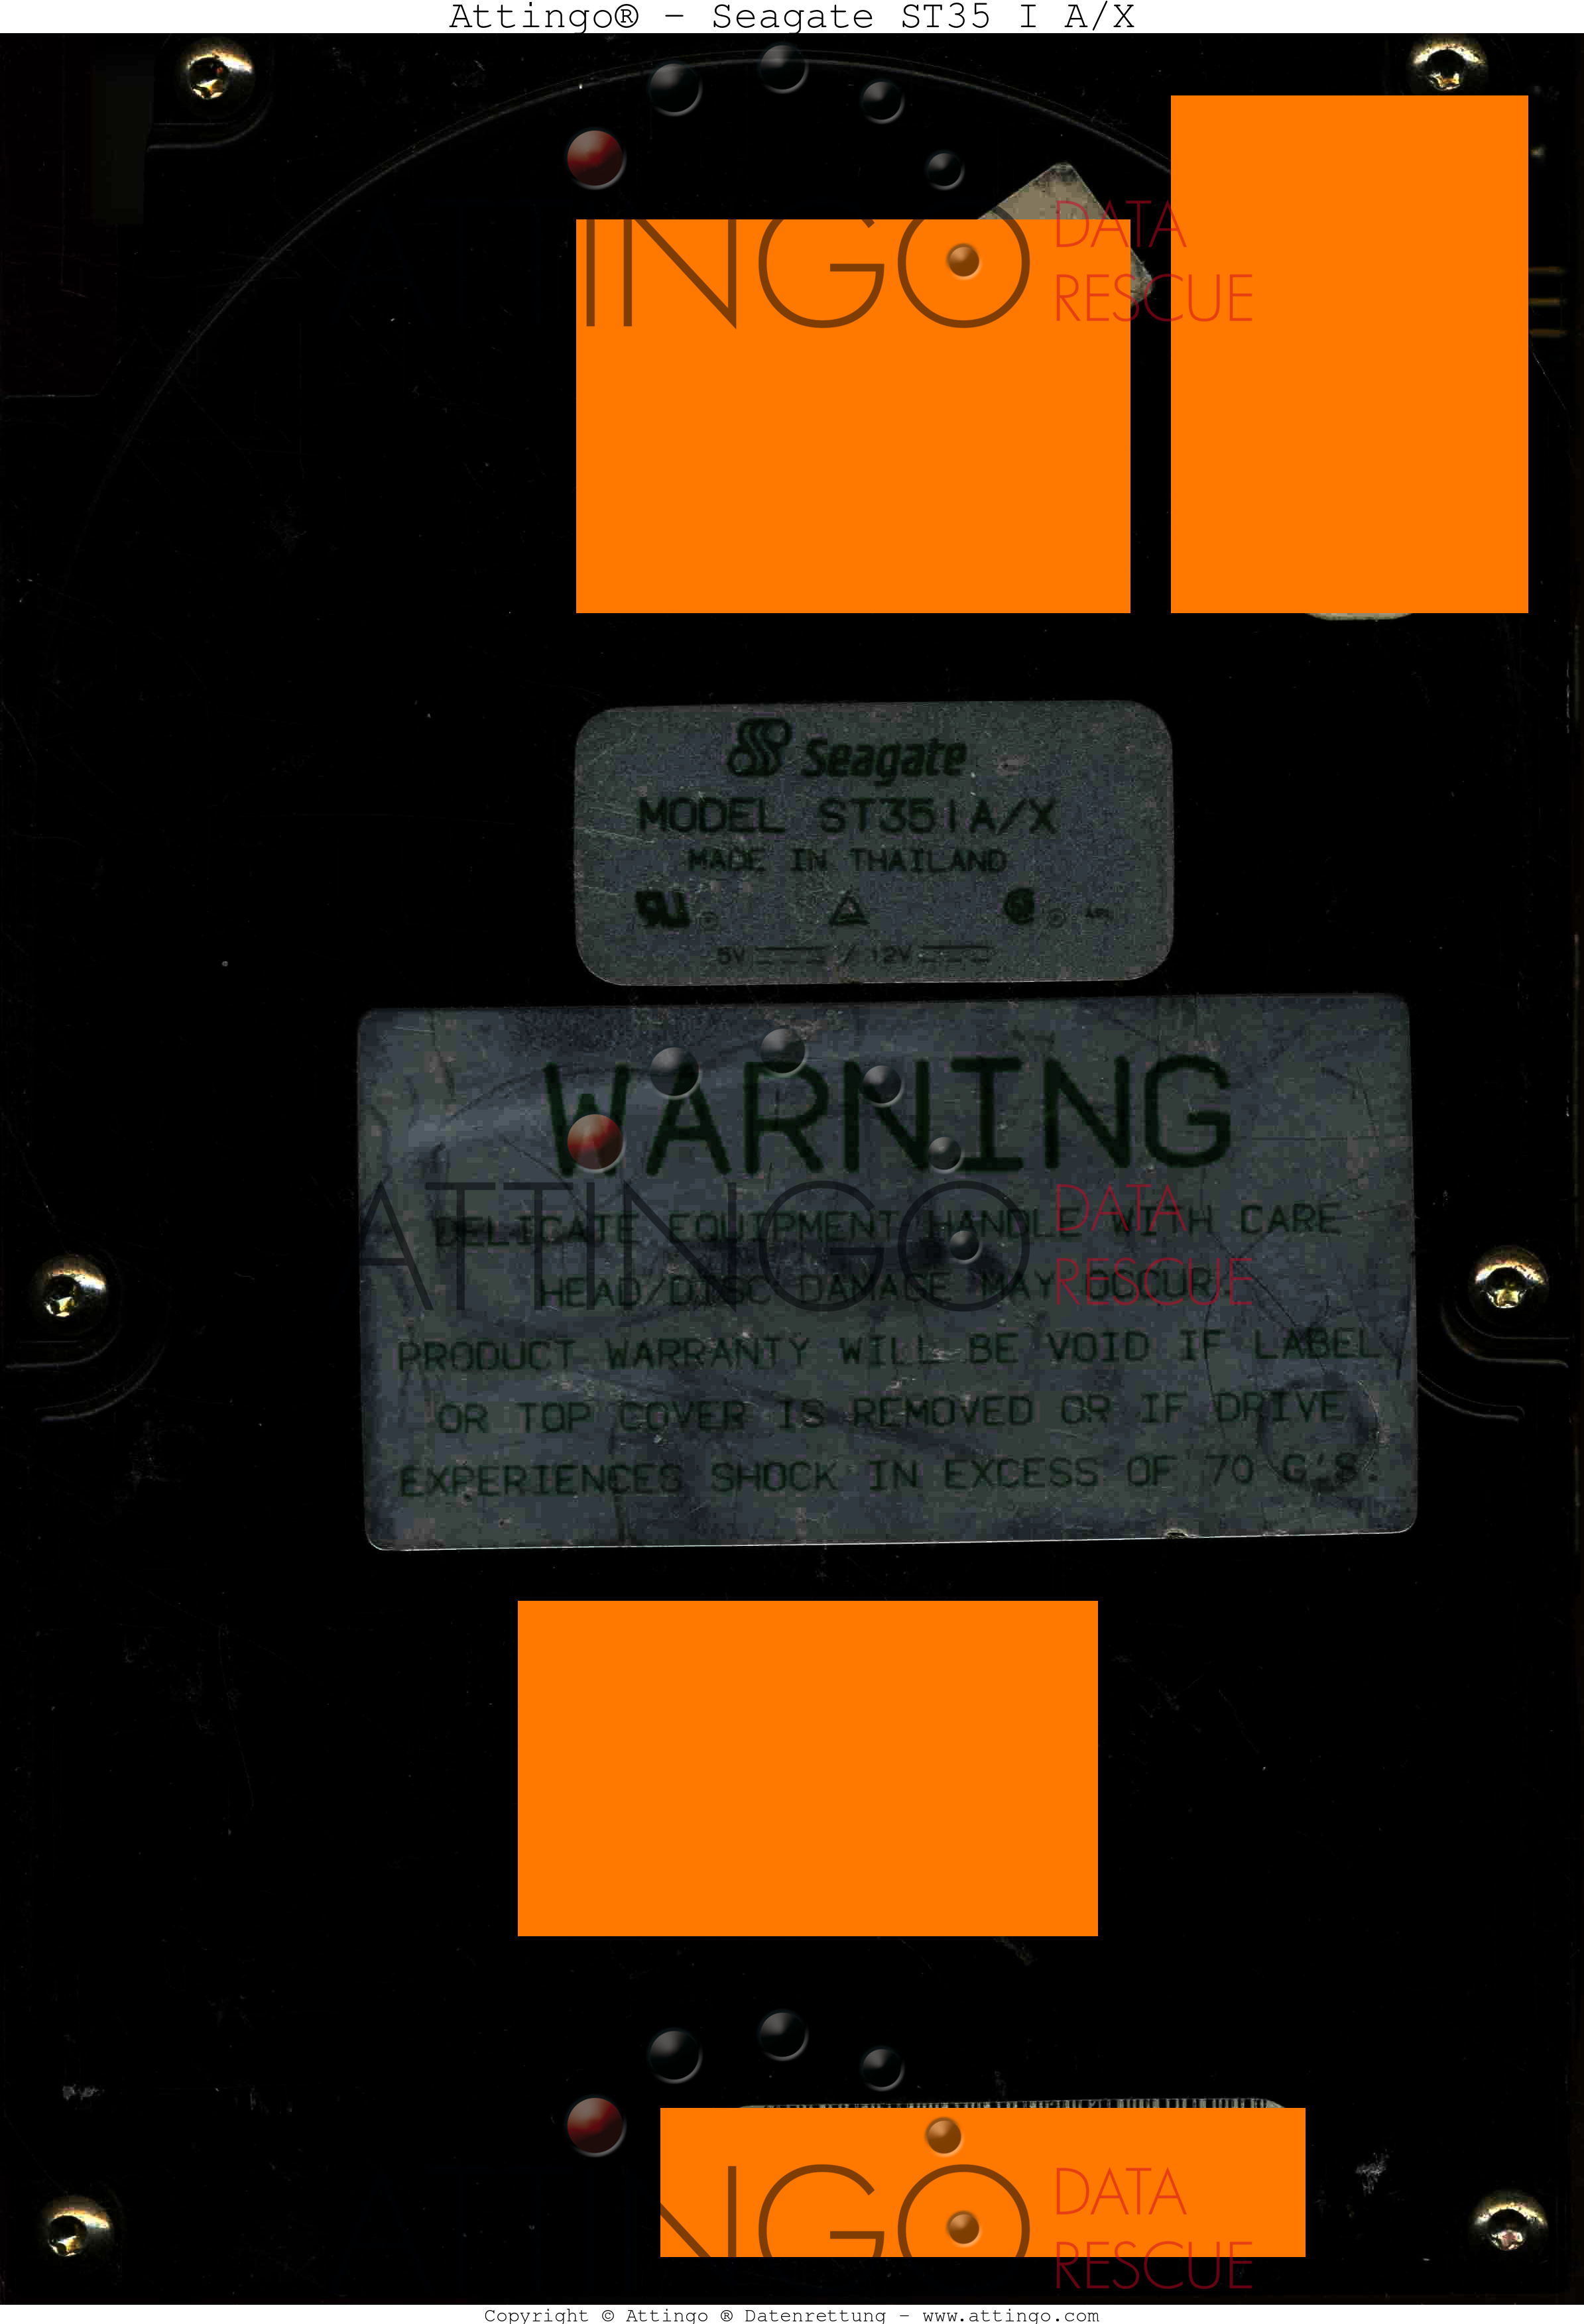 Attingo® - Seagate ST35 I A/X
INGO DATA
RESCUE
Seagate
MODEL ST351A/X
MADE IN THAILAND
5V / 12V
WARNING
ATTINGO DATA
RESCUE
DELICATE EQUIPMENT HANDLE WITH CARE
HEAD/DISC DAMAGE MAY OCCUR.
PRODUCT WARRANTY WILL BE VOID IF LABEL
OR TOP COVER IS REMOVED OR IF DRIVE
EXPERIENCES SHOCK IN EXCESS OF 70 G'S.
NGO DATA
RESCUE
Copyright © Attingo ® Datenrettung - www.attingo.com